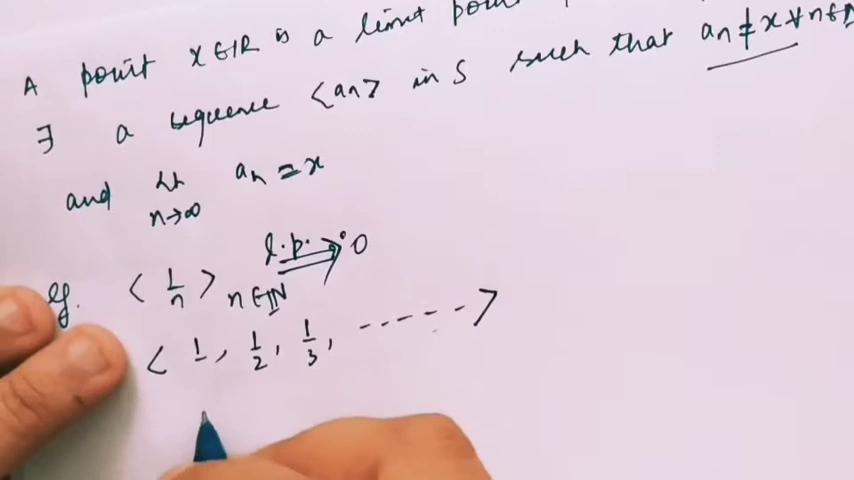 A point x ∈ IR is a limit point
∃ a sequence <an> in S such that an ≠ x ∀ n ∈
and Lt n→∞ an = x
eg. <1/n> n ∈ IN l.p. ⇒ 0
<1, 1/2, 1/3, ------>